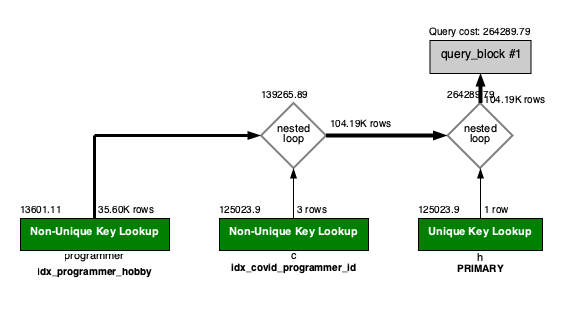 Query cost: 264289.79
query_block #1
139265.89
264289.79
104.19K rows
nested
loop
104.19K rows
nested
loop
13601.11
35.60K rows
125023.9
3 rows
125023.9
1 row
Non-Unique Key Lookup
Non-Unique Key Lookup
Unique Key Lookup
programmer
c
h
idx_programmer_hobby
idx_covid_programmer_id
PRIMARY